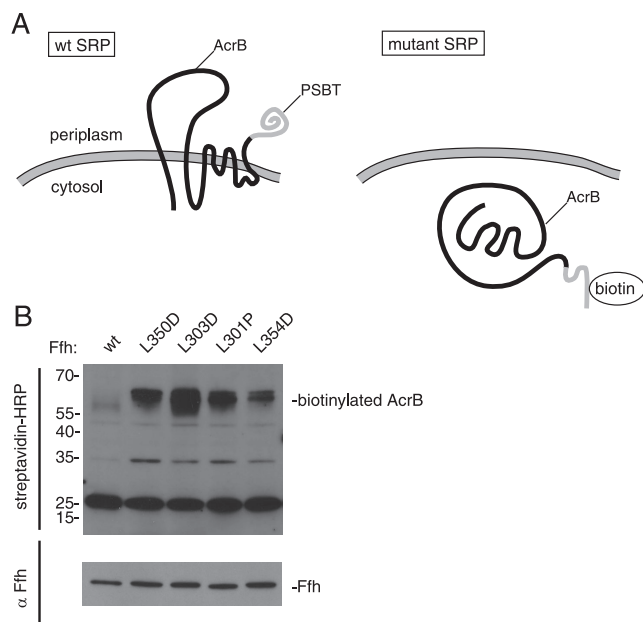 A
wt SRP
AcrB
mutant SRP
PSBT
periplasm
cytosol
AcrB
biotin
B
Ffh: wt L350D L303D L301P L354D
streptavidin-HRP
70-
55-
40-
35-
25-
15-
-biotinylated AcrB
α Ffh
-Ffh